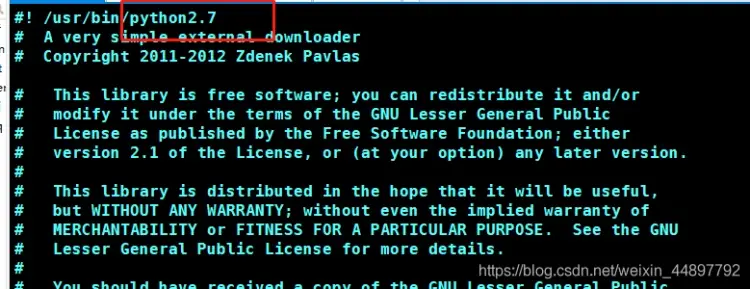 #! /usr/bin/python2.7
#  A very simple external downloader
#  Copyright 2011-2012 Zdenek Pavlas
#   This library is free software; you can redistribute it and/or
#   modify it under the terms of the GNU Lesser General Public
#   License as published by the Free Software Foundation; either
#   version 2.1 of the License, or (at your option) any later version.
#
#   This library is distributed in the hope that it will be useful,
#   but WITHOUT ANY WARRANTY; without even the implied warranty of
#   MERCHANTABILITY or FITNESS FOR A PARTICULAR PURPOSE.  See the GNU
#   Lesser General Public License for more details.
#
#   You should have received a copy of the GNU Lesser General Public
https://blog.csdn.net/weixin_44897792